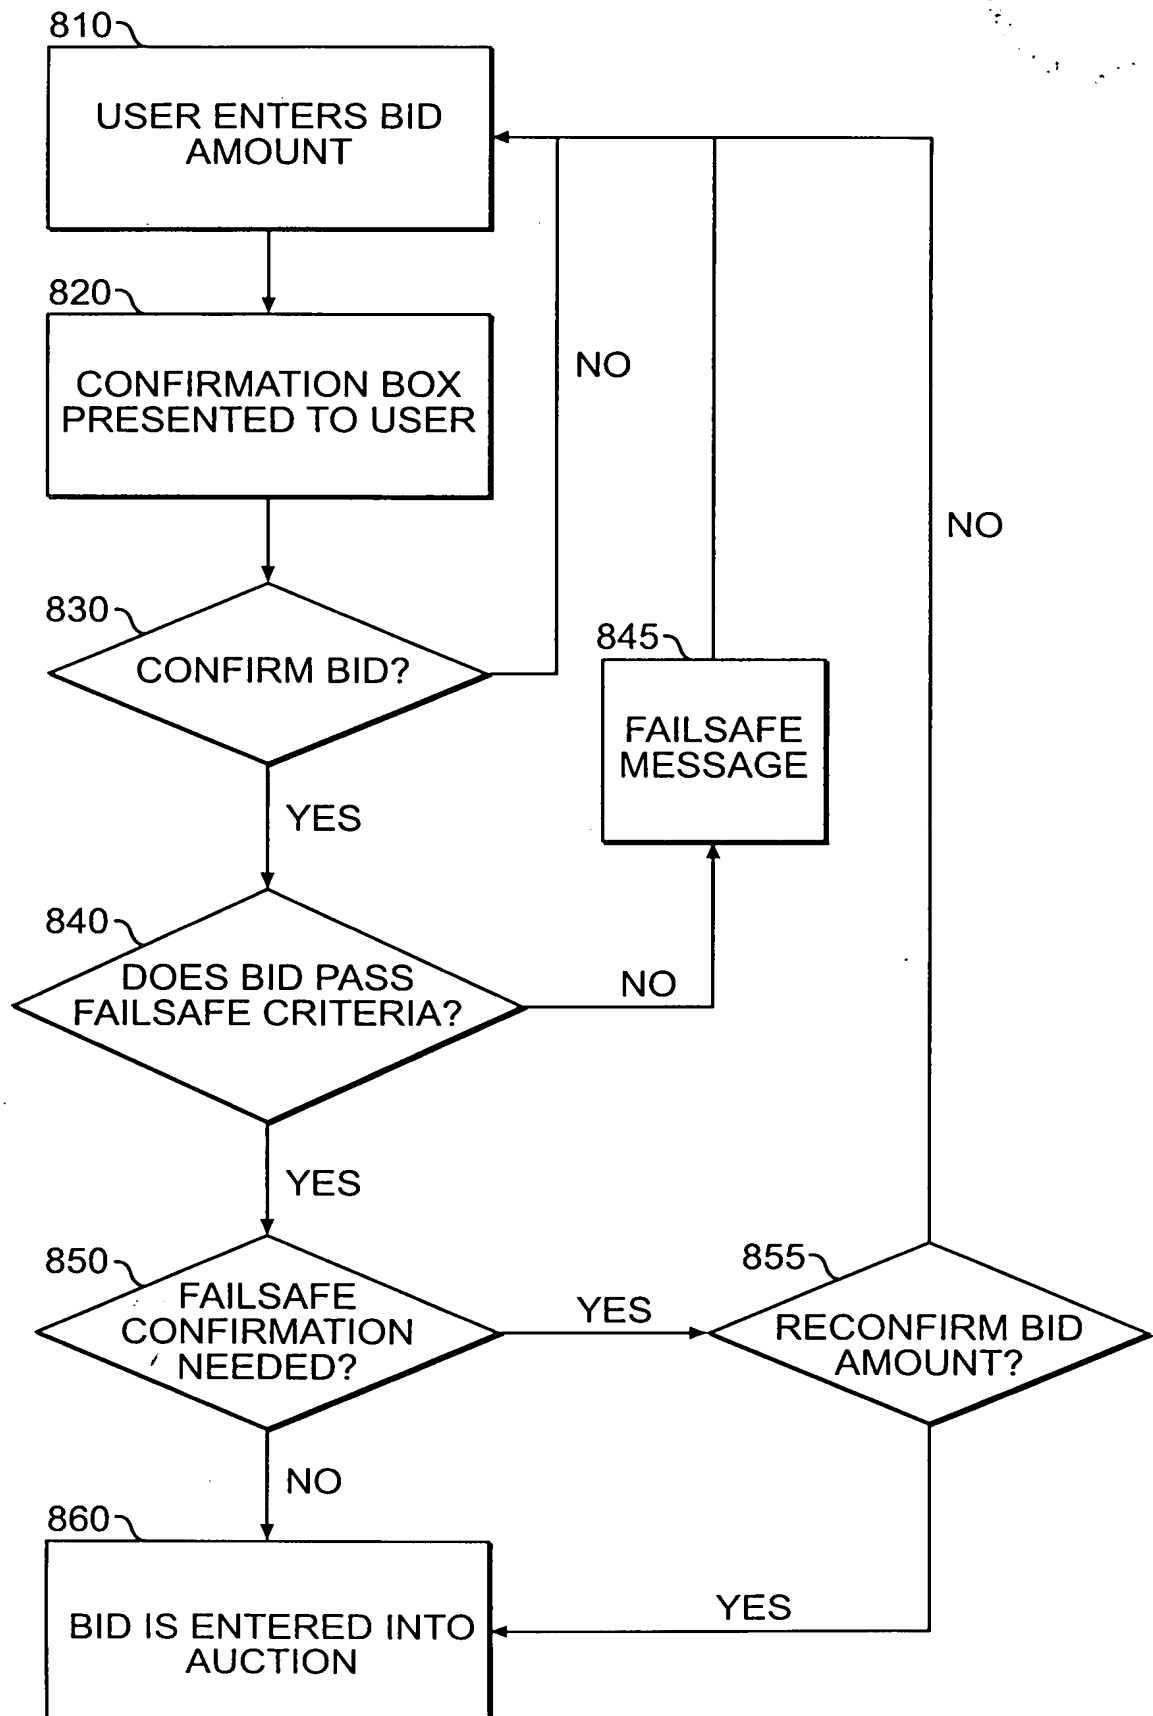 810
USER ENTERS BID
AMOUNT
820
CONFIRMATION BOX
PRESENTED TO USER
NO
NO
830
CONFIRM BID?
845
FAILSAFE
MESSAGE
YES
840
DOES BID PASS
FAILSAFE CRITERIA?
NO
YES
850
FAILSAFE
CONFIRMATION
NEEDED?
YES
855
RECONFIRM BID
AMOUNT?
NO
860
BID IS ENTERED INTO
AUCTION
YES